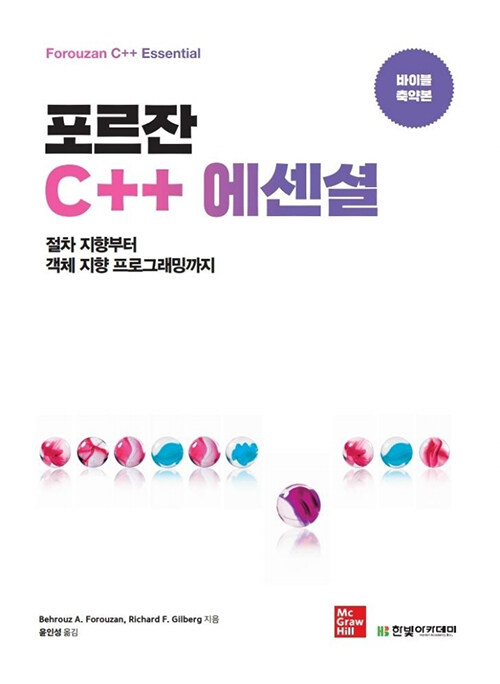 Forouzan C++ Essential
바이블
축약본
포르잔
C++ 에센셜
절차 지향부터
객체 지향 프로그래밍까지
Behrouz A. Forouzan, Richard F. Gilberg 지음
윤인성 옮김
Mc
Graw
Hill
HB 한빛아카데미